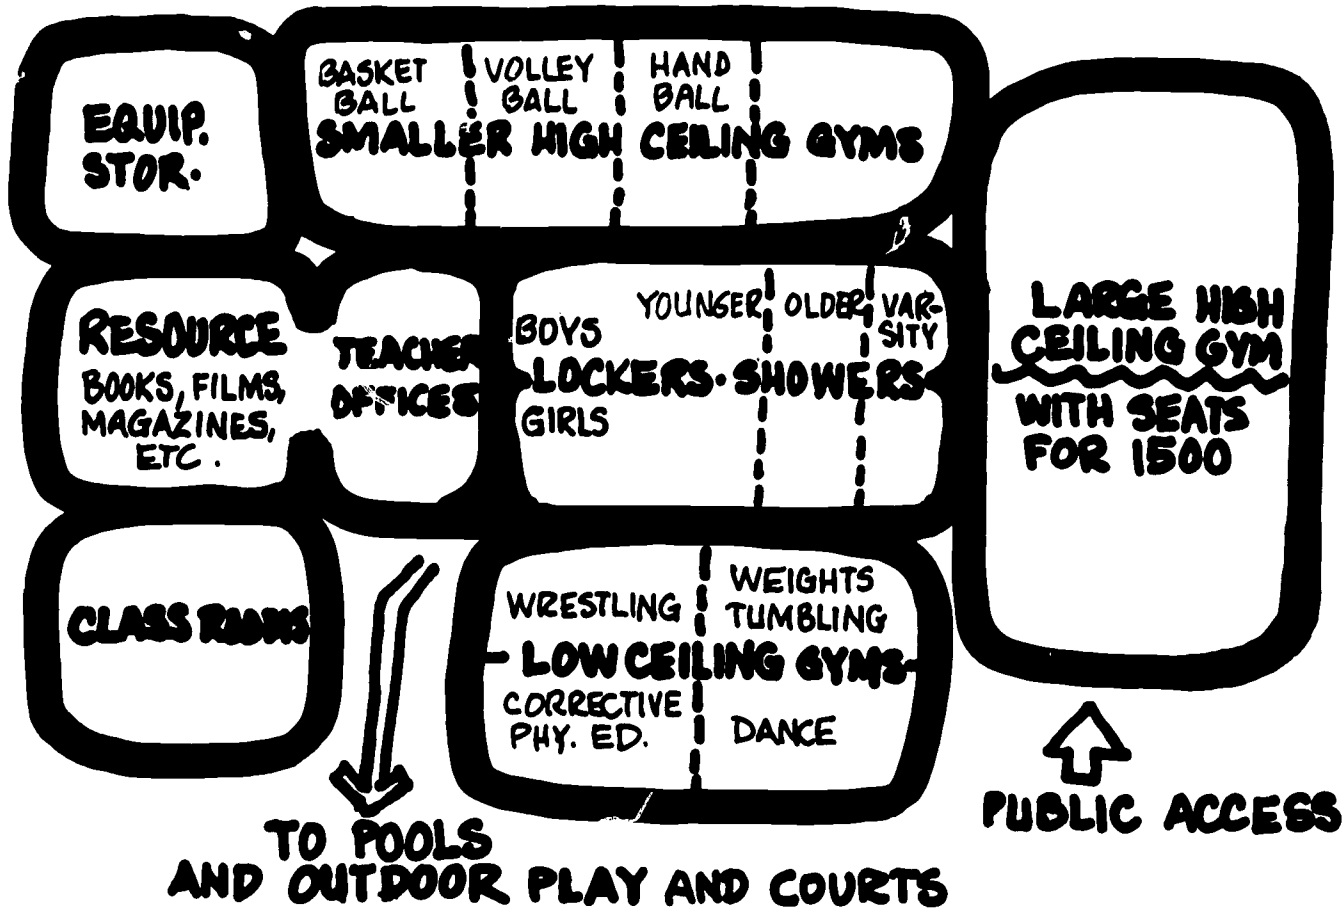 EQUIP.
STOR.
BASKET
BALL
VOLLEY
BALL
HAND
BALL
SMALLER HIGH CEILING GYMS
RESOURCE
BOOKS, FILMS,
MAGAZINES,
ETC.
TEACHER
OFFICES
BOYS
YOUNGER
OLDER
VAR-
SITY
LOCKERS · SHOWERS
GIRLS
LARGE HIGH
CEILING GYM
WITH SEATS
FOR 1500
CLASS ROOMS
WRESTLING
WEIGHTS
TUMBLING
LOW CEILING GYMS
CORRECTIVE
PHY. ED.
DANCE
PUBLIC ACCESS
TO POOLS
AND OUTDOOR PLAY AND COURTS